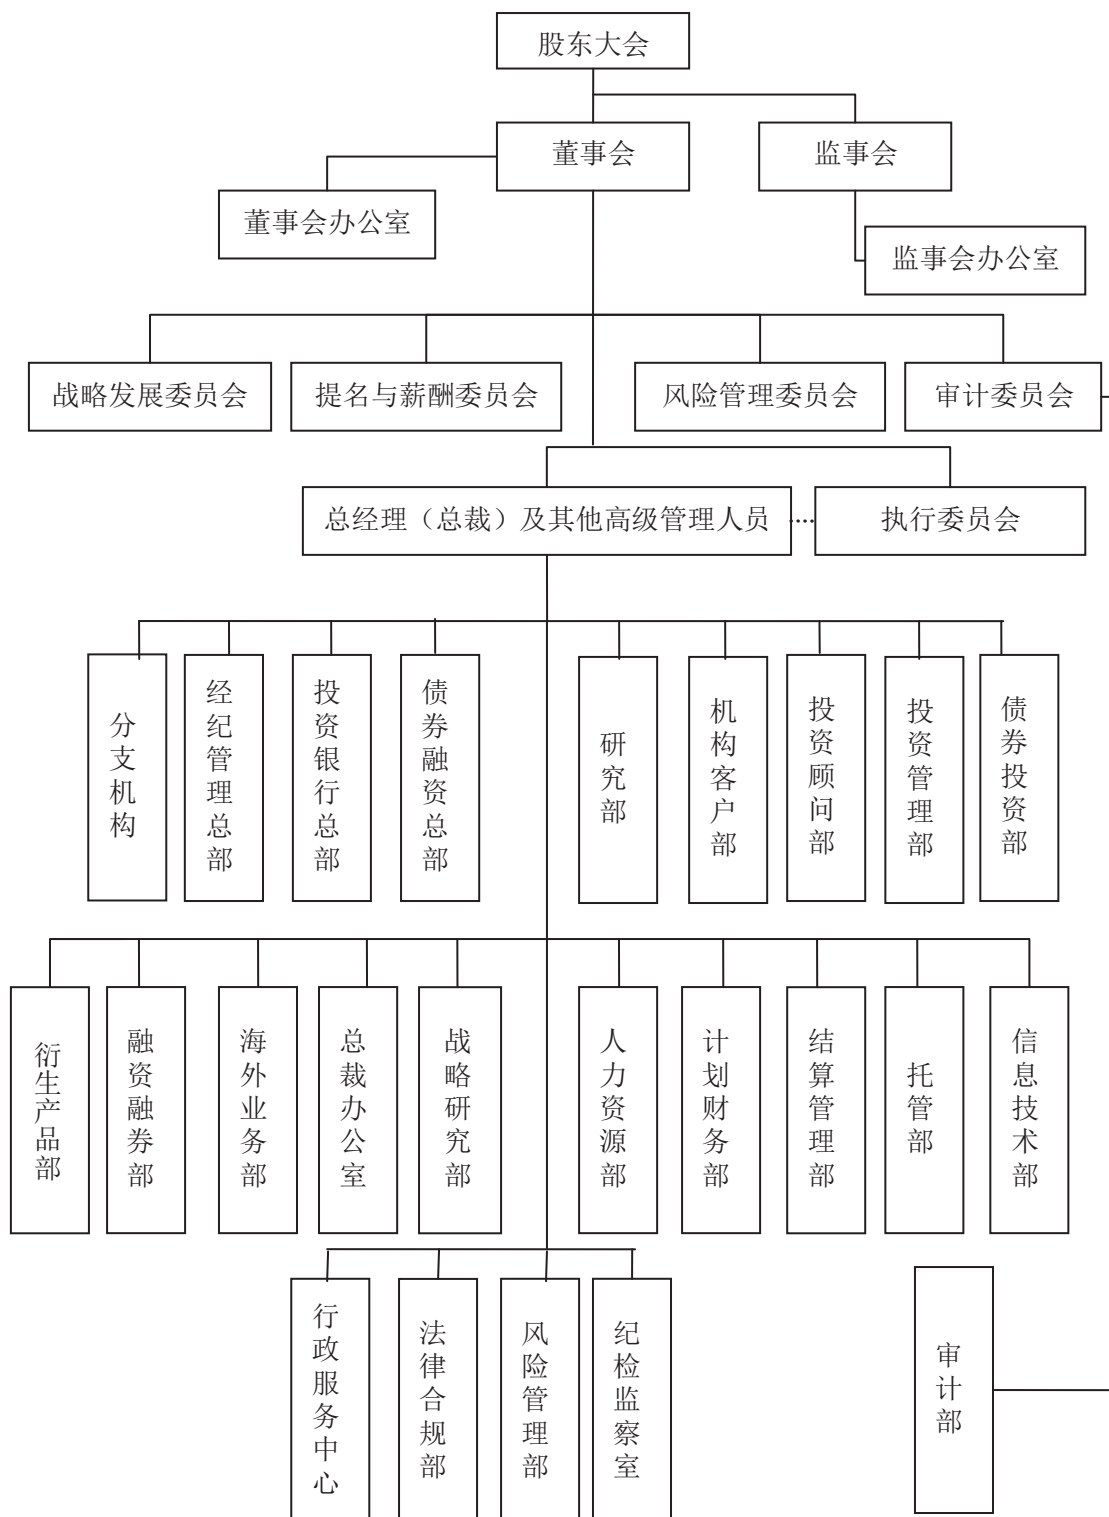 股东大会
董事会
监事会
董事会办公室
监事会办公室
战略发展委员会
提名与薪酬委员会
风险管理委员会
审计委员会
总经理（总裁）及其他高级管理人员
执行委员会
分支机构
经纪管理总部
投资银行总部
债券融资总部
研究部
机构客户部
投资顾问部
投资管理部
债券投资部
衍生产品部
融资融券部
海外业务部
总裁办公室
战略研究部
人力资源部
计划财务部
结算管理部
托管部
信息技术部
行政服务中心
法律合规部
风险管理部
纪检监察室
审计部